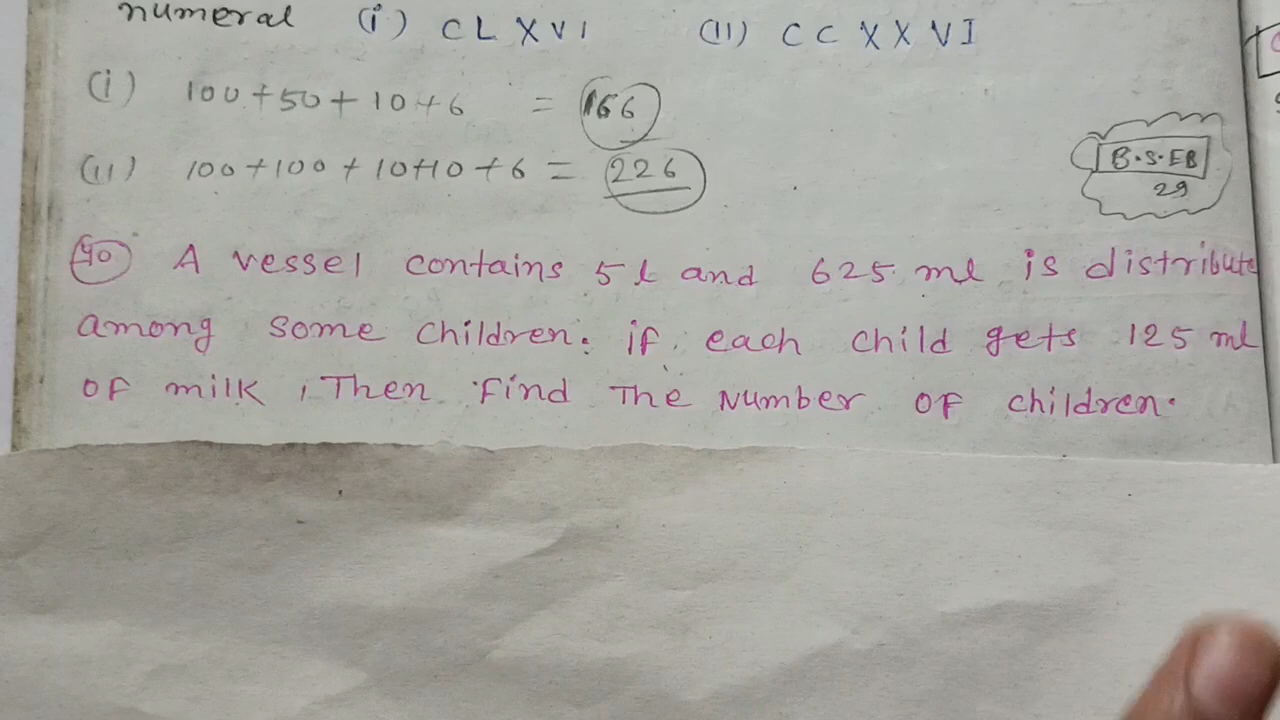 numeral (i) CLXVI (II) CCXXVI
(i) 100+50+10+6 = 166
(II) 100+100+10+10+6 = 226
B.S.EB
29
40 A vessel contains 5l and 625 ml is distribute
among some children. if each child gets 125 ml
of milk, Then find The Number of children.